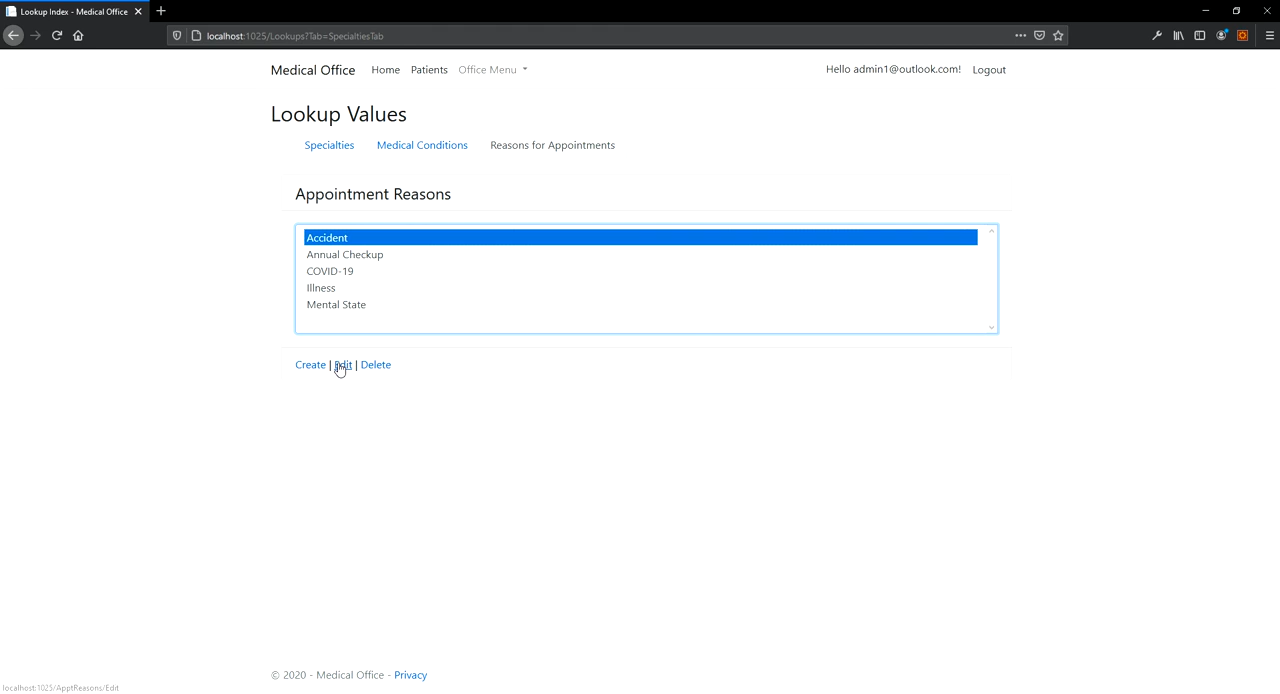 Lookup Index - Medical Office
localhost:1025/Lookups?Tab=SpecialtiesTab
Medical Office Home Patients Office Menu Hello admin1@outlook.com! Logout
Lookup Values
Specialties Medical Conditions Reasons for Appointments
Appointment Reasons
Accident
Annual Checkup
COVID-19
Illness
Mental State
Create | Edit | Delete
© 2020 - Medical Office - Privacy
localhost:1025/ApptReasons/Edit